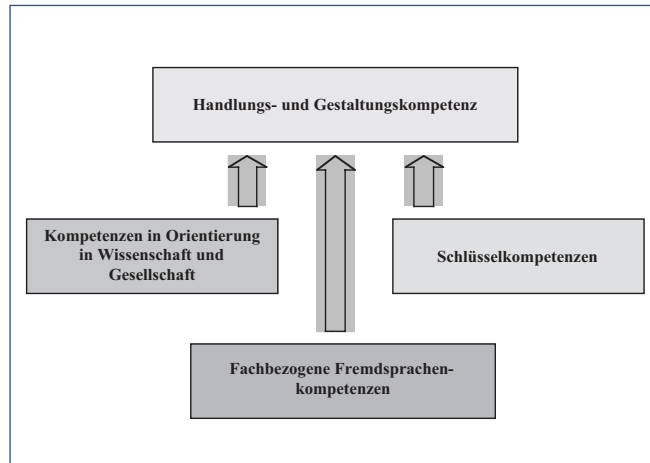 Handlungs- und Gestaltungskompetenz
Kompetenzen in Orientierung
in Wissenschaft und
Gesellschaft
Schlüsselkompetenzen
Fachbezogene Fremdsprachen-
kompetenzen